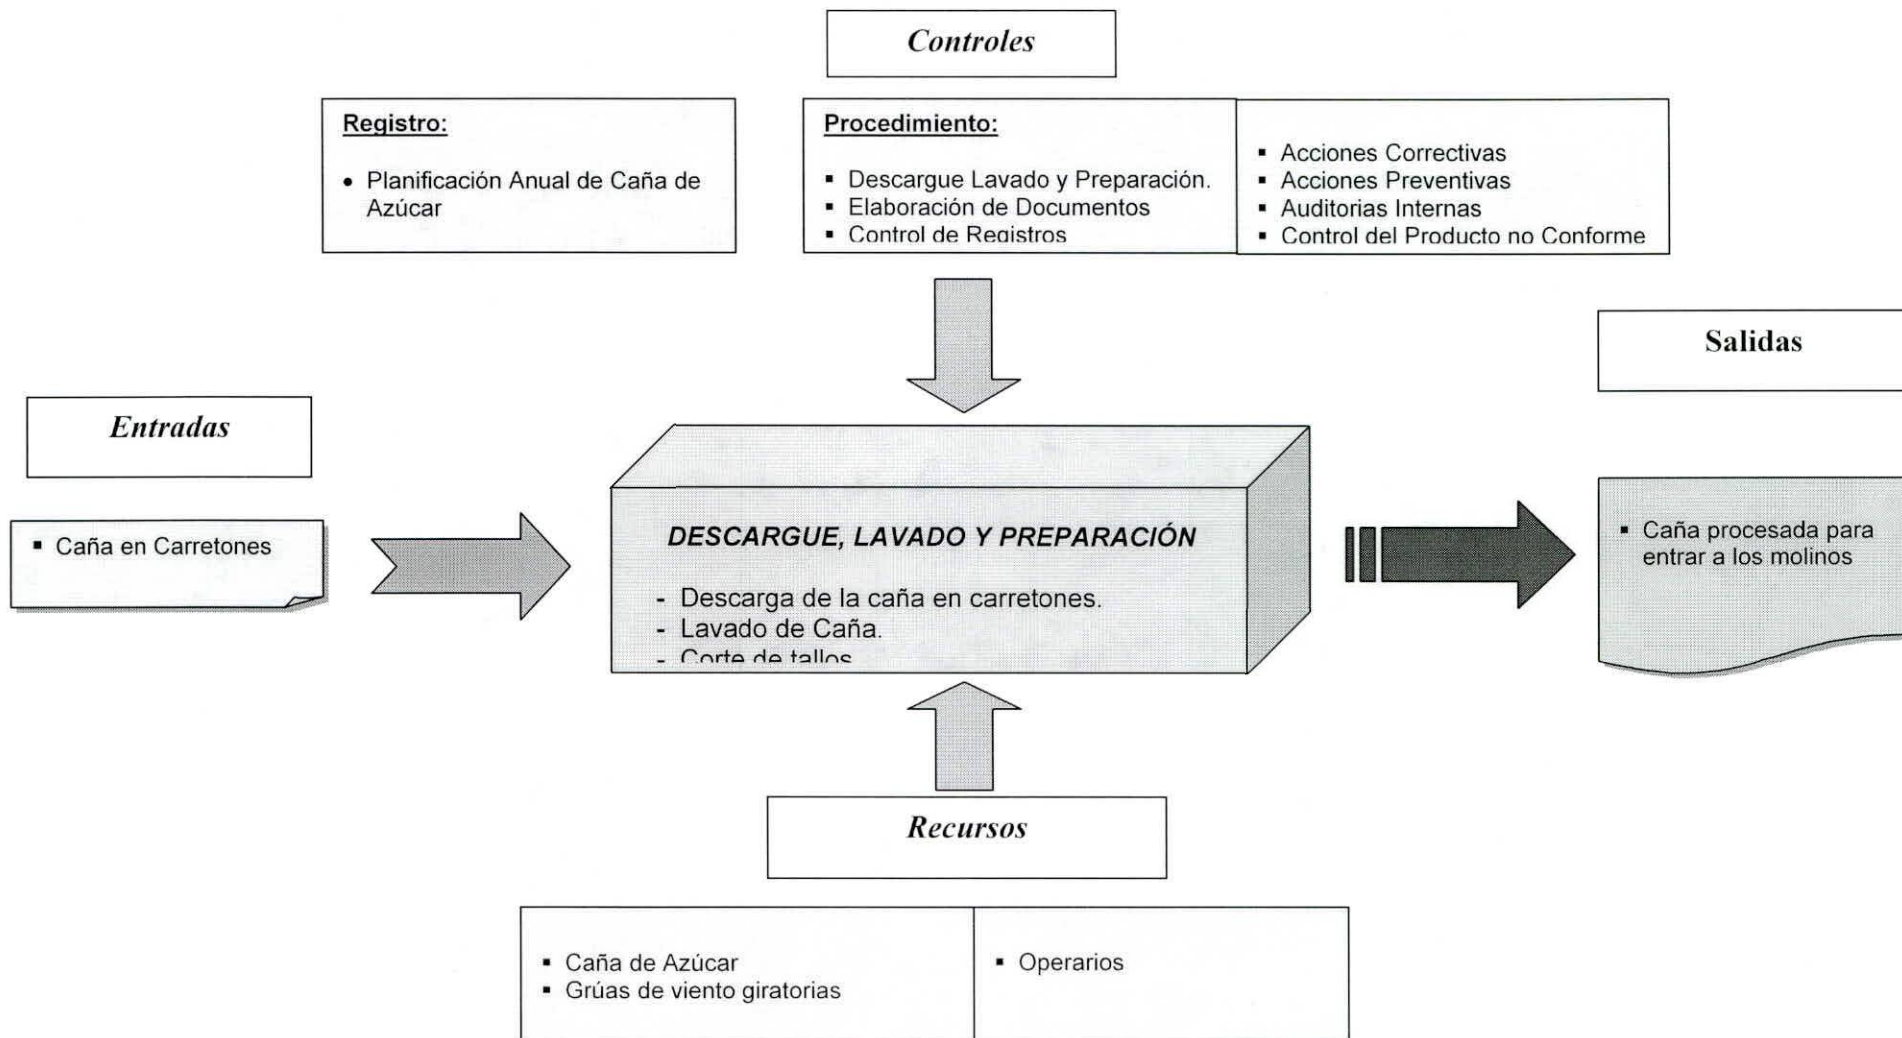 Controles
Registro:
• Planificación Anual de Caña de
Azúcar
Procedimiento:
▪ Descargue Lavado y Preparación.
▪ Elaboración de Documentos
▪ Control de Registros
▪ Acciones Correctivas
▪ Acciones Preventivas
▪ Auditorias Internas
▪ Control del Producto no Conforme
Salidas
Entradas
▪ Caña en Carretones
DESCARGUE, LAVADO Y PREPARACIÓN
- Descarga de la caña en carretones.
- Lavado de Caña.
- Corte de tallos
▪ Caña procesada para
entrar a los molinos
Recursos
▪ Caña de Azúcar
▪ Grúas de viento giratorias
▪ Operarios